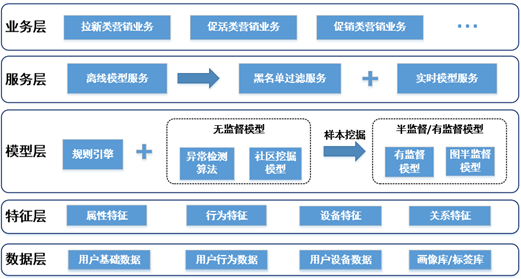 业务层
拉新类营销业务 促活类营销业务 促销类营销业务 ...
服务层
离线模型服务 黑名单过滤服务 + 实时模型服务
模型层
规则引擎 +
无监督模型
异常检测
算法
社区挖掘
模型
样本挖掘
半监督/有监督模型
有监督
模型
图半监督
模型
特征层
属性特征 行为特征 设备特征 关系特征
数据层
用户基础数据 用户行为数据 用户设备数据 画像库/标签库